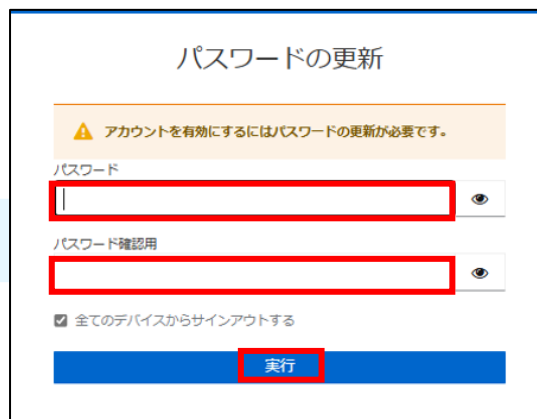 パスワードの更新
アカウントを有効にするにはパスワードの更新が必要です。
パスワード
パスワード確認用
全てのデバイスからサインアウトする
実行